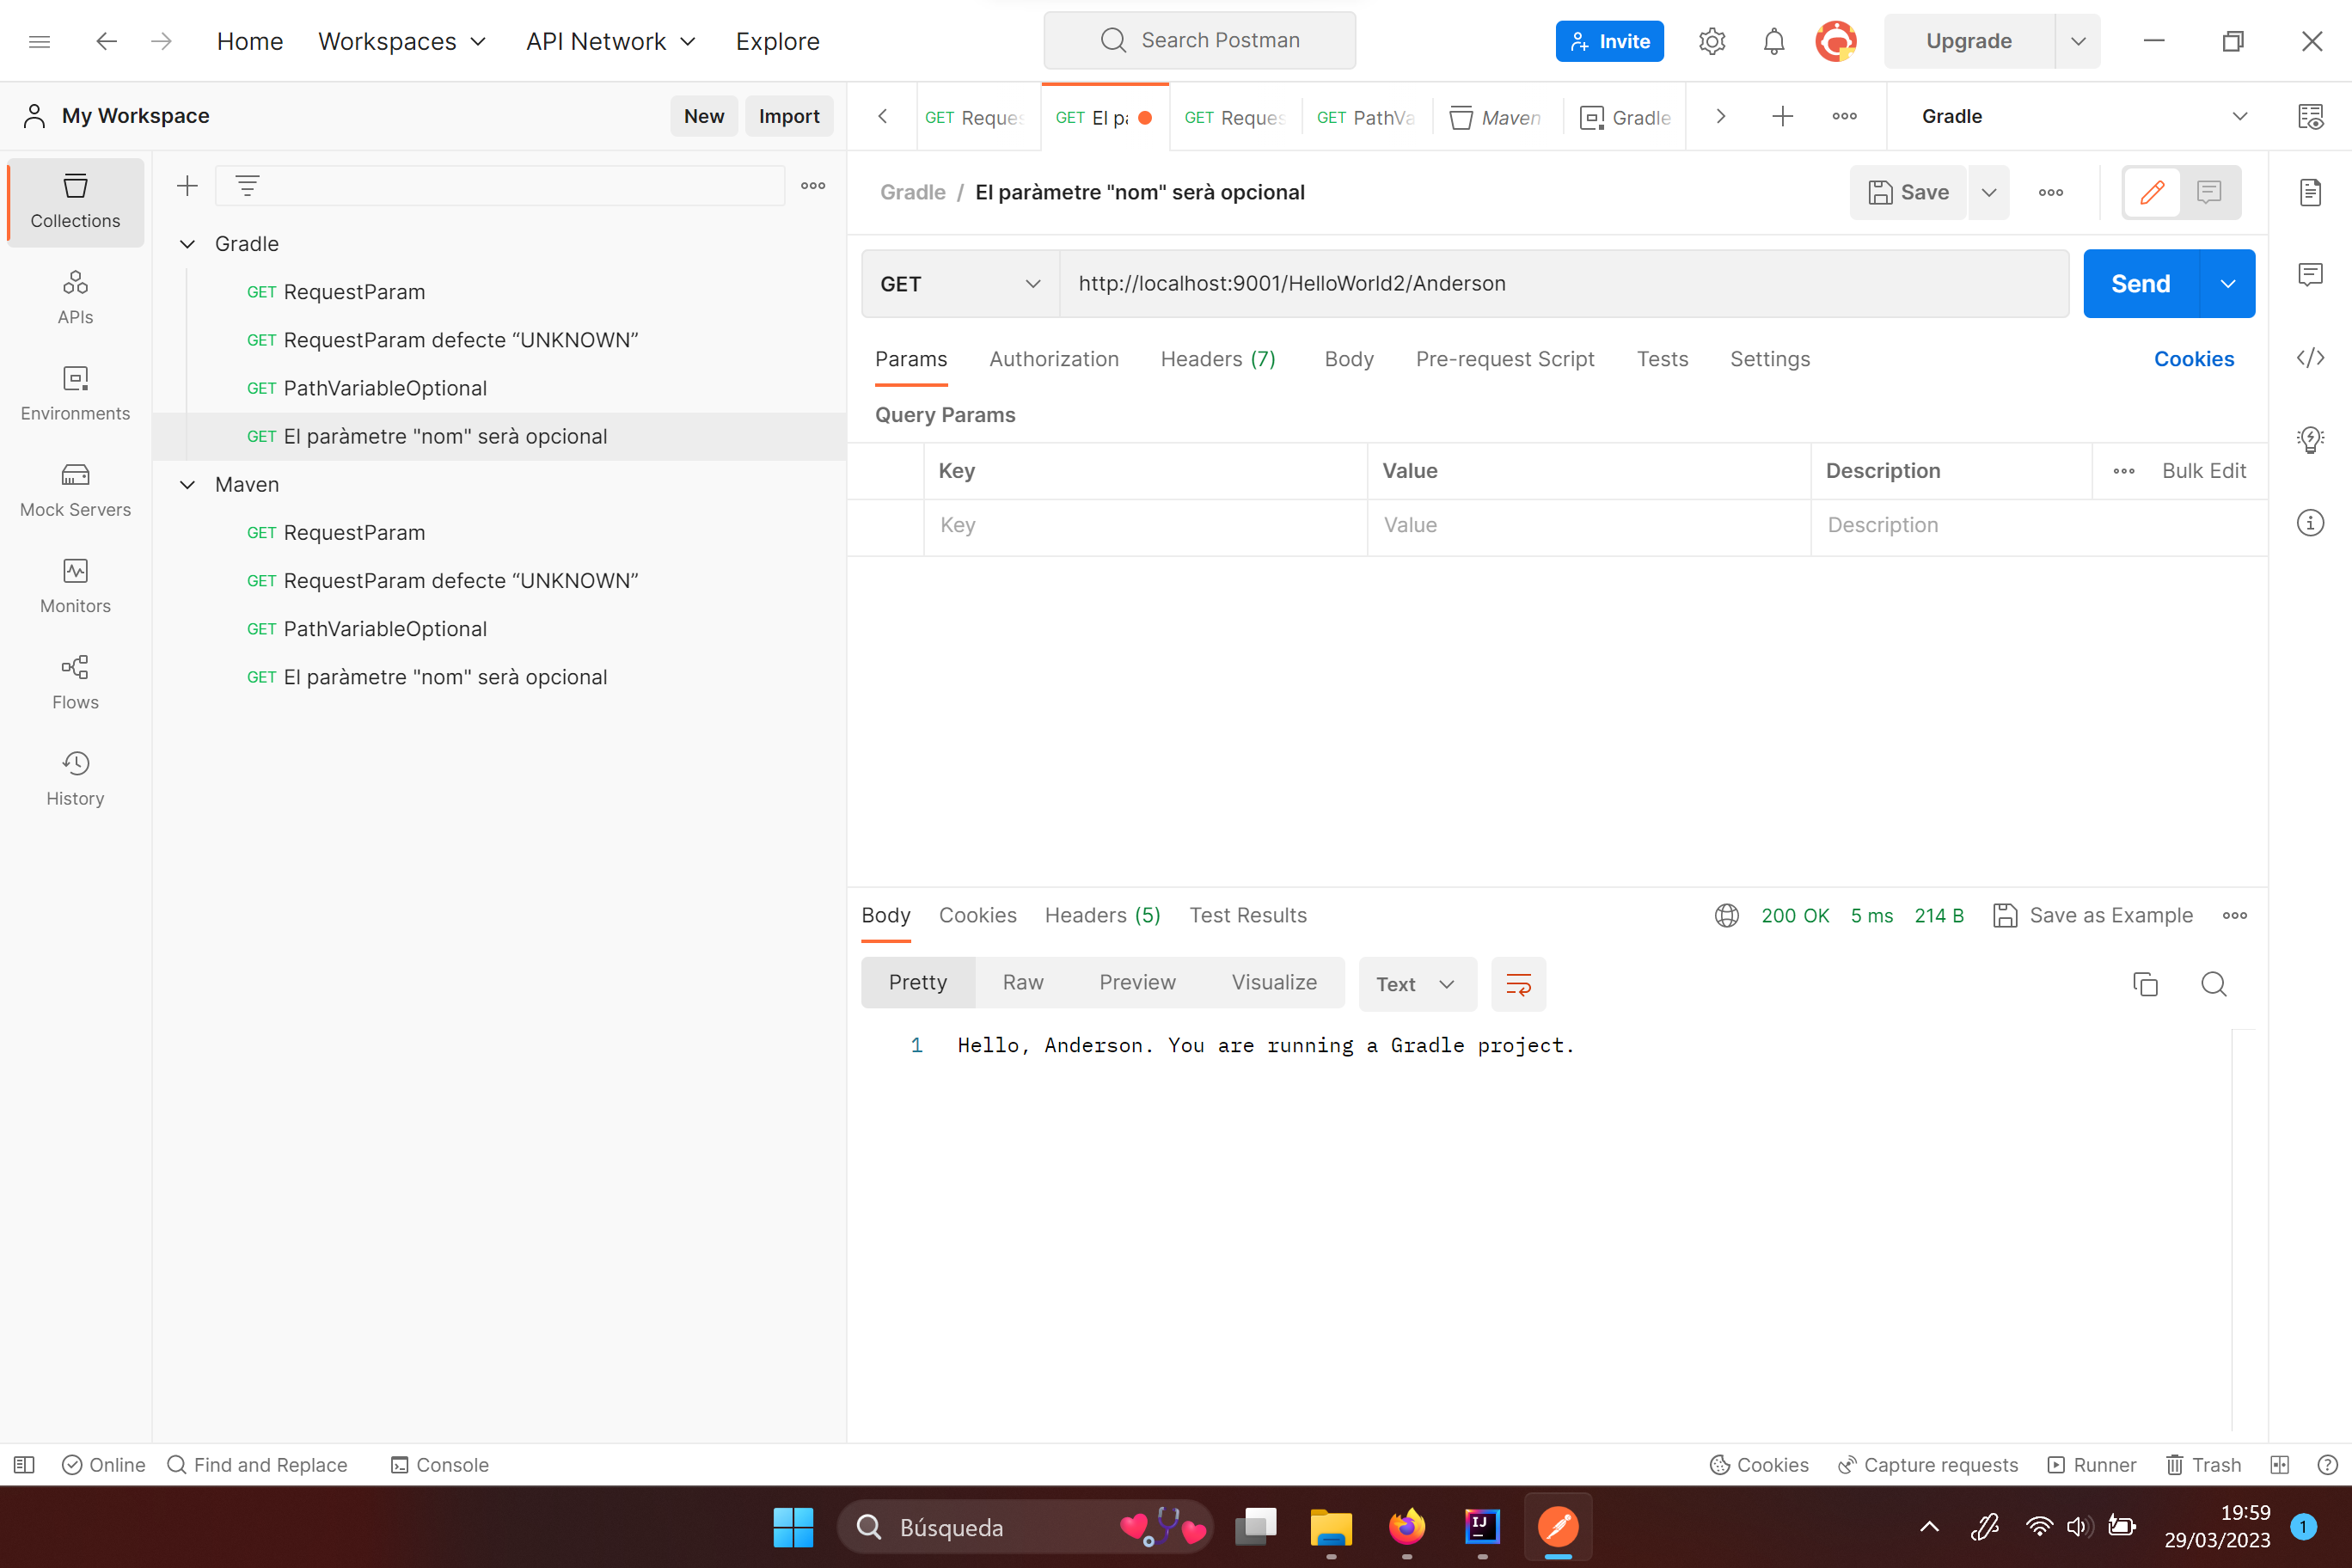 Home Workspaces API Network Explore Search Postman Invite Upgrade
My Workspace New Import
GET Reques GET El pa GET Reques GET PathVa Maven Gradle Gradle
Collections
APIs
Environments
Mock Servers
Monitors
Flows
History
Gradle
GET RequestParam
GET RequestParam defecte “UNKNOWN”
GET PathVariableOptional
GET El paràmetre "nom" serà opcional
Maven
GET RequestParam
GET RequestParam defecte “UNKNOWN”
GET PathVariableOptional
GET El paràmetre "nom" serà opcional
Gradle / El paràmetre "nom" serà opcional Save
GET http://localhost:9001/HelloWorld2/Anderson Send
Params Authorization Headers (7) Body Pre-request Script Tests Settings Cookies
Query Params
Key Value Description Bulk Edit
Key Value Description
Body Cookies Headers (5) Test Results 200 OK 5 ms 214 B Save as Example
Pretty Raw Preview Visualize Text
1 Hello, Anderson. You are running a Gradle project.
Online Find and Replace Console Cookies Capture requests Runner Trash
Búsqueda IJ 19:59
29/03/2023 1